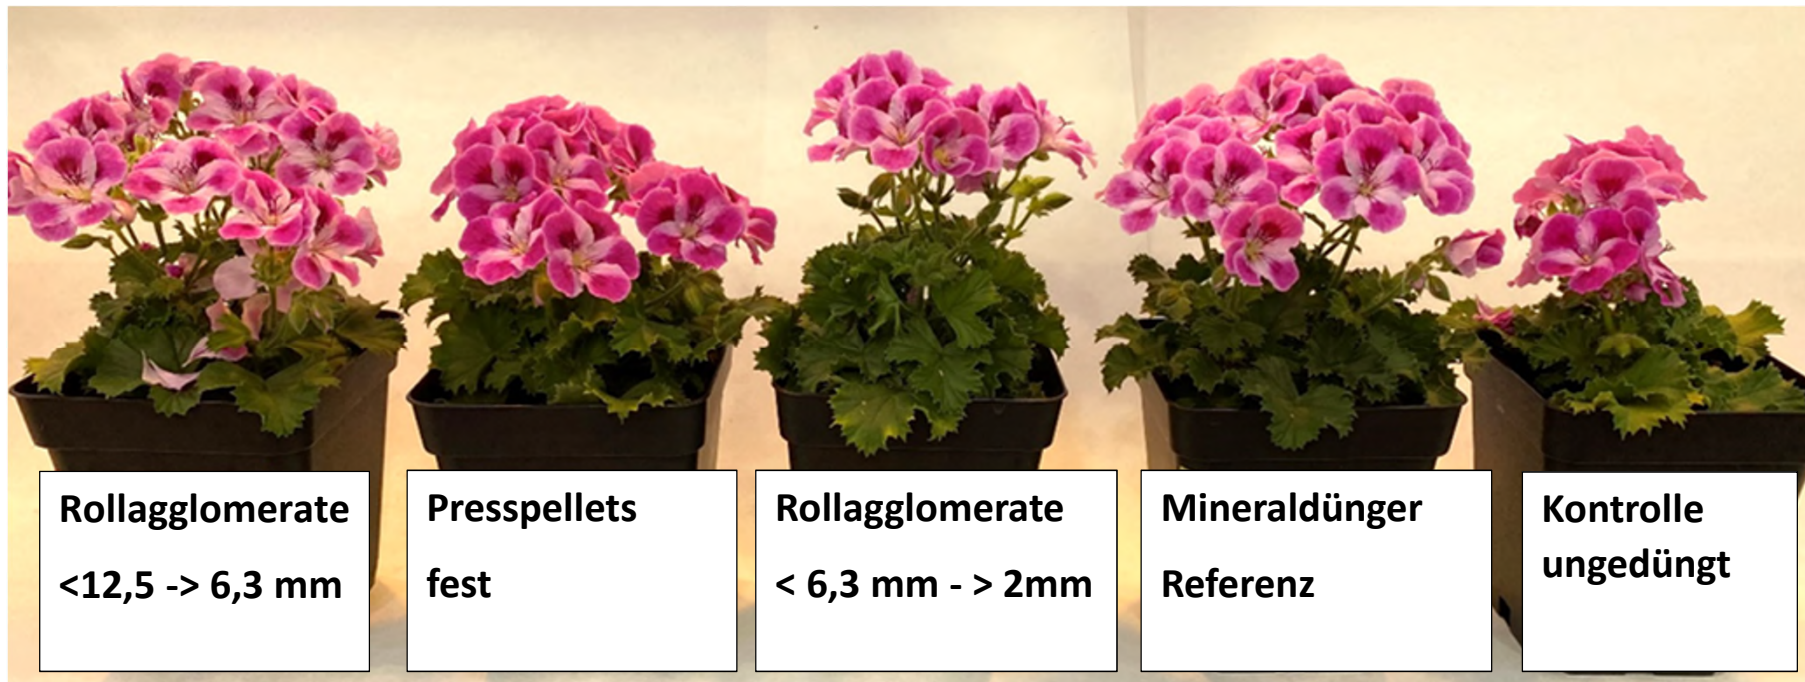 Rollagglomerate
<12,5 -> 6,3 mm
Presspellets
fest
Rollagglomerate
< 6,3 mm - > 2mm
Mineraldünger
Referenz
Kontrolle
ungedüngt